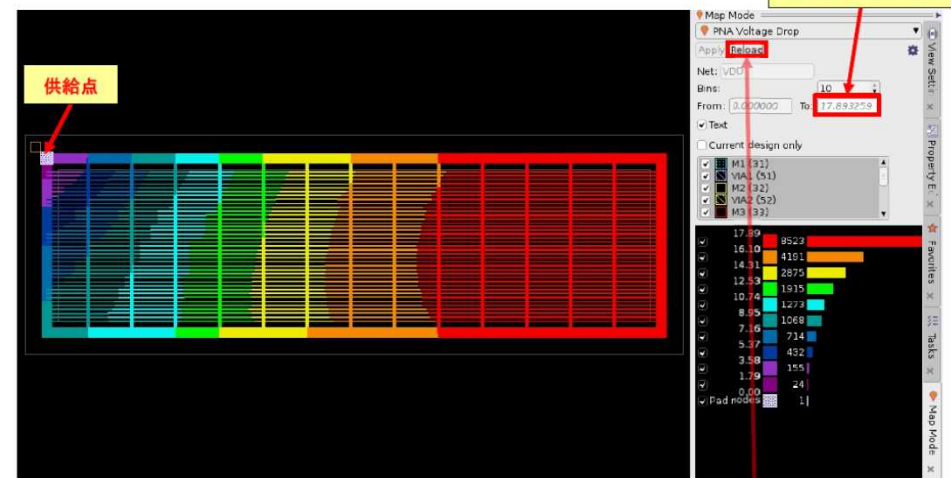 Map Mode
PNA Voltage Drop
Apply Reload
Net: VDD
Bins: 10
From: 0.000000 To: 17.893259
Text
Current design only
M1 (31)
VIA1 (51)
M2 (32)
VIA2 (52)
M3 (33)
供給点
17.89
8523
16.10
4191
14.31
2875
12.53
1915
10.74
1273
8.95
1068
7.16
714
5.37
432
3.58
155
1.79
24
0.00
Pad nodes 1
View Settin
Property E
Favorites
Tasks
Map Mode